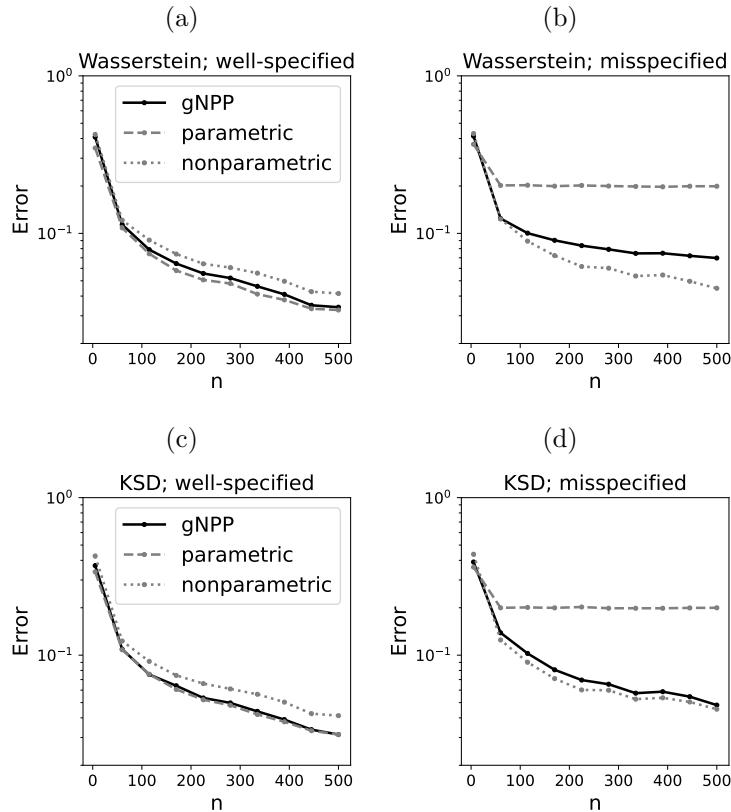 (a)
Wasserstein; well-specified
10^0
10^-1
Error
gNPP
parametric
nonparametric
0 100 200 300 400 500
n
(b)
Wasserstein; misspecified
10^0
10^-1
Error
0 100 200 300 400 500
n
(c)
KSD; well-specified
10^0
10^-1
Error
gNPP
parametric
nonparametric
0 100 200 300 400 500
n
(d)
KSD; misspecified
10^0
10^-1
Error
0 100 200 300 400 500
n